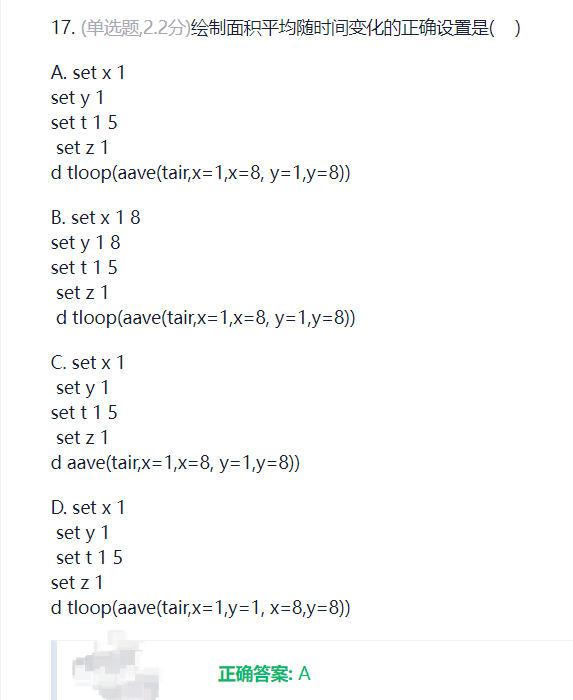 17. (单选题,2.2分)绘制面积平均随时间变化的正确设置是(    )
A. set x 1
set y 1
set t 1 5
set z 1
d tloop(aave(tair,x=1,x=8, y=1,y=8))
B. set x 1 8
set y 1 8
set t 1 5
set z 1
d tloop(aave(tair,x=1,x=8, y=1,y=8))
C. set x 1
set y 1
set t 1 5
set z 1
d aave(tair,x=1,x=8, y=1,y=8))
D. set x 1
set y 1
set t 1 5
set z 1
d tloop(aave(tair,x=1,y=1, x=8,y=8))
正确答案: A